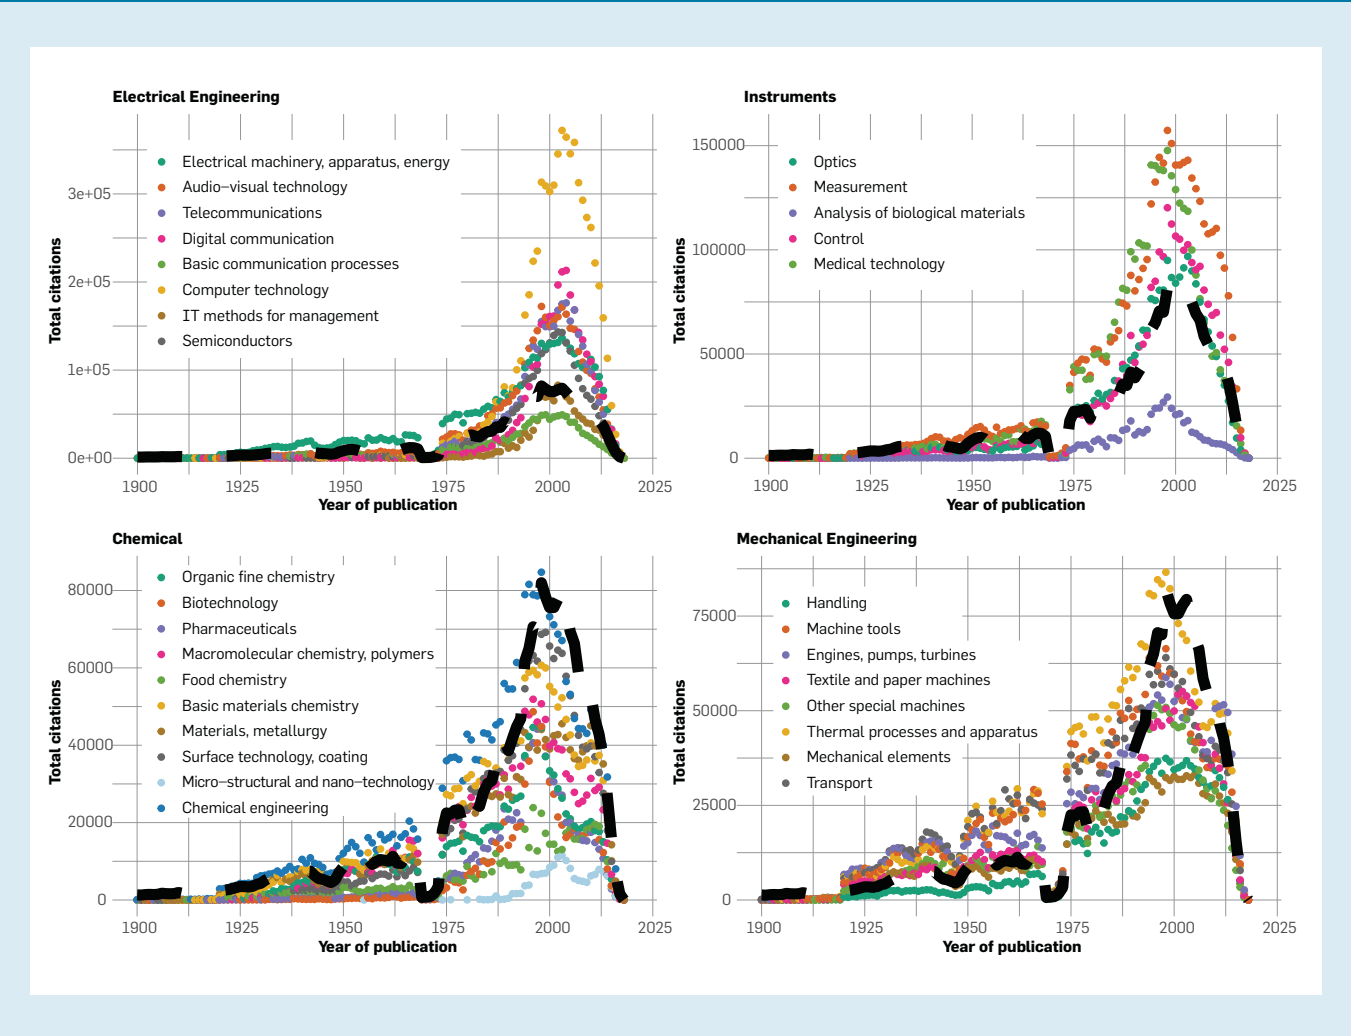 Electrical Engineering
3e+05
2e+05
1e+05
0e+00
Total citations
Electrical machinery, apparatus, energy
Audio–visual technology
Telecommunications
Digital communication
Basic communication processes
Computer technology
IT methods for management
Semiconductors
1900
1925
1950
1975
2000
2025
Year of publication
Instruments
150000
100000
50000
0
Total citations
Optics
Measurement
Analysis of biological materials
Control
Medical technology
1900
1925
1950
1975
2000
2025
Year of publication
Chemical
80000
60000
40000
20000
0
Total citations
Organic fine chemistry
Biotechnology
Pharmaceuticals
Macromolecular chemistry, polymers
Food chemistry
Basic materials chemistry
Materials, metallurgy
Surface technology, coating
Micro–structural and nano–technology
Chemical engineering
1900
1925
1950
1975
2000
2025
Year of publication
Mechanical Engineering
75000
50000
25000
0
Total citations
Handling
Machine tools
Engines, pumps, turbines
Textile and paper machines
Other special machines
Thermal processes and apparatus
Mechanical elements
Transport
1900
1925
1950
1975
2000
2025
Year of publication